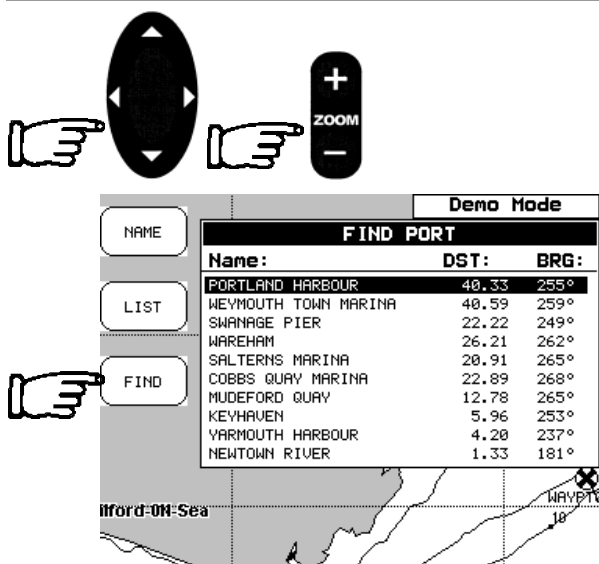 +
ZOOM
−
Demo Mode
NAME
FIND PORT
Name: DST: BRG:
PORTLAND HARBOUR 40.33 255°
WEYMOUTH TOWN MARINA 40.59 259°
LIST
SWANAGE PIER 22.22 249°
WAREHAM 26.21 262°
SALTERNS MARINA 20.91 265°
FIND
COBBS QUAY MARINA 22.89 268°
MUDEFORD QUAY 12.78 265°
KEYHAVEN 5.96 253°
YARMOUTH HARBOUR 4.20 237°
NEWTOWN RIVER 1.33 181°
WAYPT
ilford-ON-Sea
10